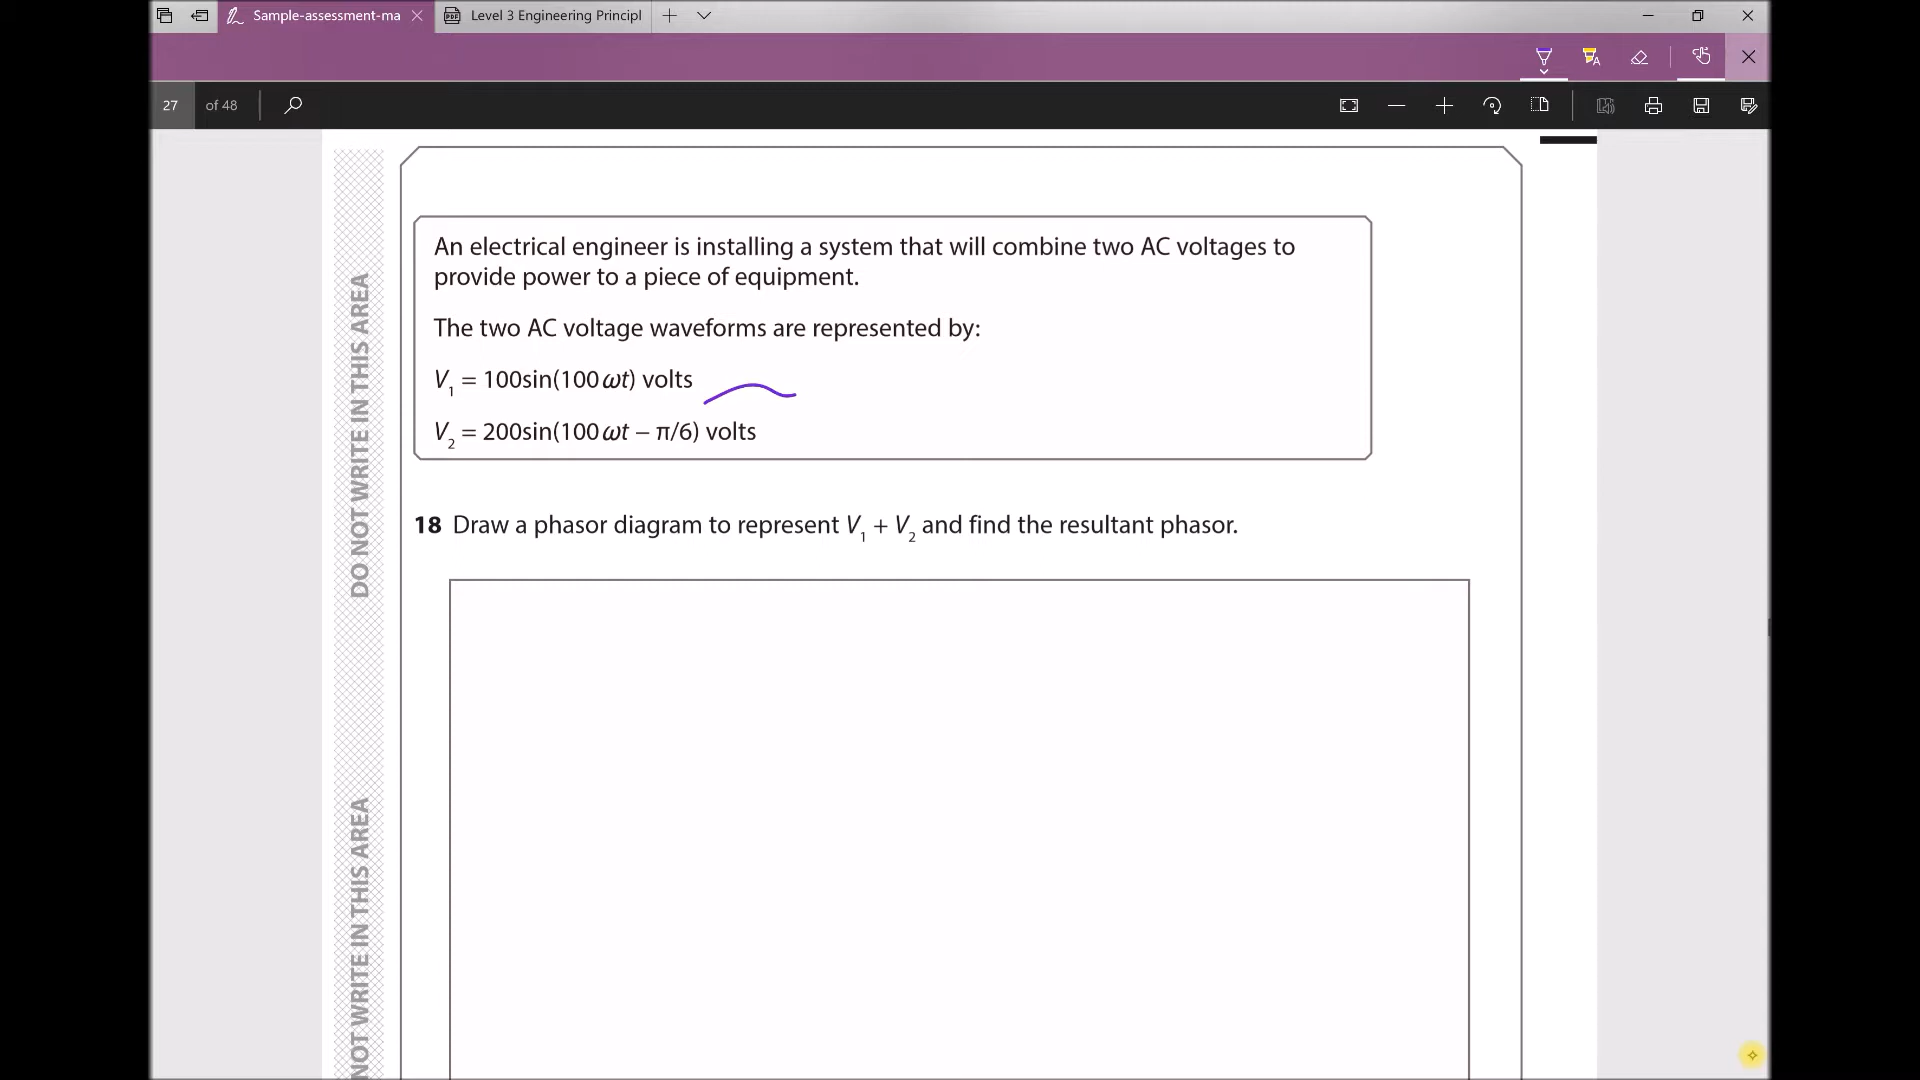 Sample-assessment-ma
Level 3 Engineering Principl
27 of 48
DO NOT WRITE IN THIS AREA
An electrical engineer is installing a system that will combine two AC voltages to
provide power to a piece of equipment.
The two AC voltage waveforms are represented by:
V₁ = 100sin(100ωt) volts
V₂ = 200sin(100ωt – π/6) volts
18 Draw a phasor diagram to represent V₁ + V₂ and find the resultant phasor.
NOT WRITE IN THIS AREA